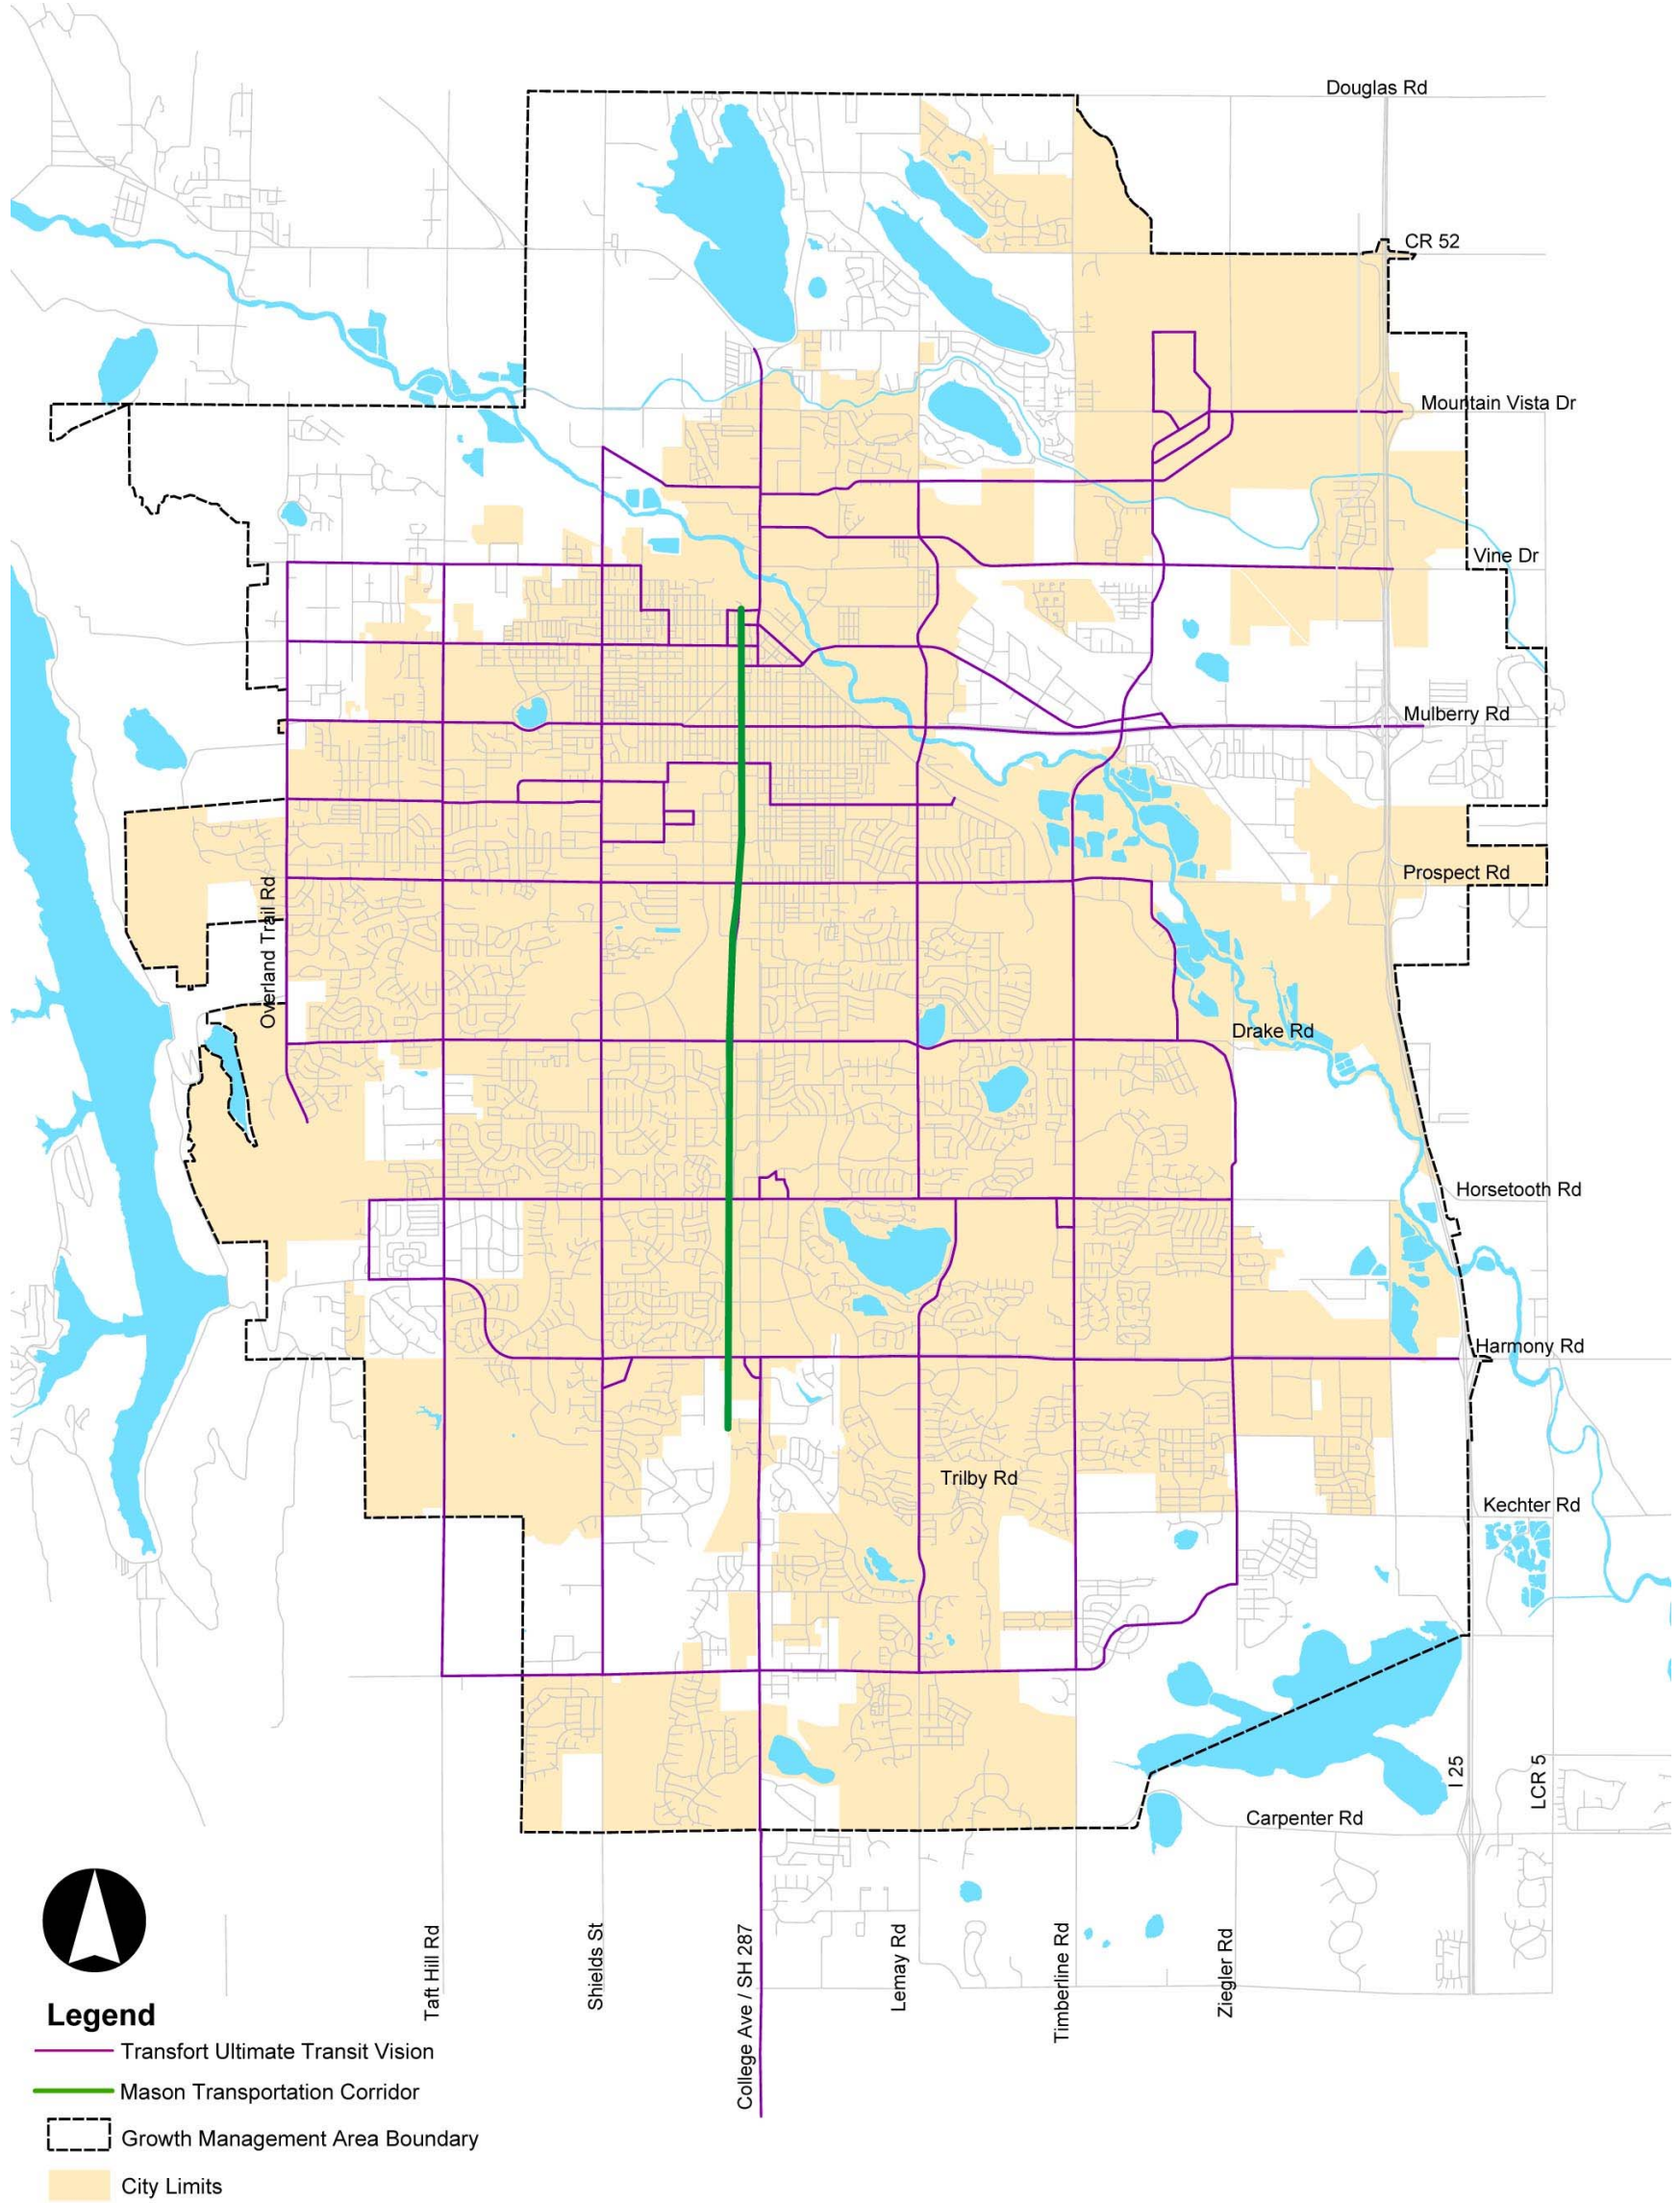 Douglas Rd
CR 52
Mountain Vista Dr
Vine Dr
Mulberry Rd
Prospect Rd
Overland Trail Rd
Drake Rd
Horsetooth Rd
Harmony Rd
Trilby Rd
Kechter Rd
I 25
LCR 5
Carpenter Rd
Taft Hill Rd
Shields St
College Ave / SH 287
Lemay Rd
Timberline Rd
Ziegler Rd
Legend
Transfort Ultimate Transit Vision
Mason Transportation Corridor
Growth Management Area Boundary
City Limits